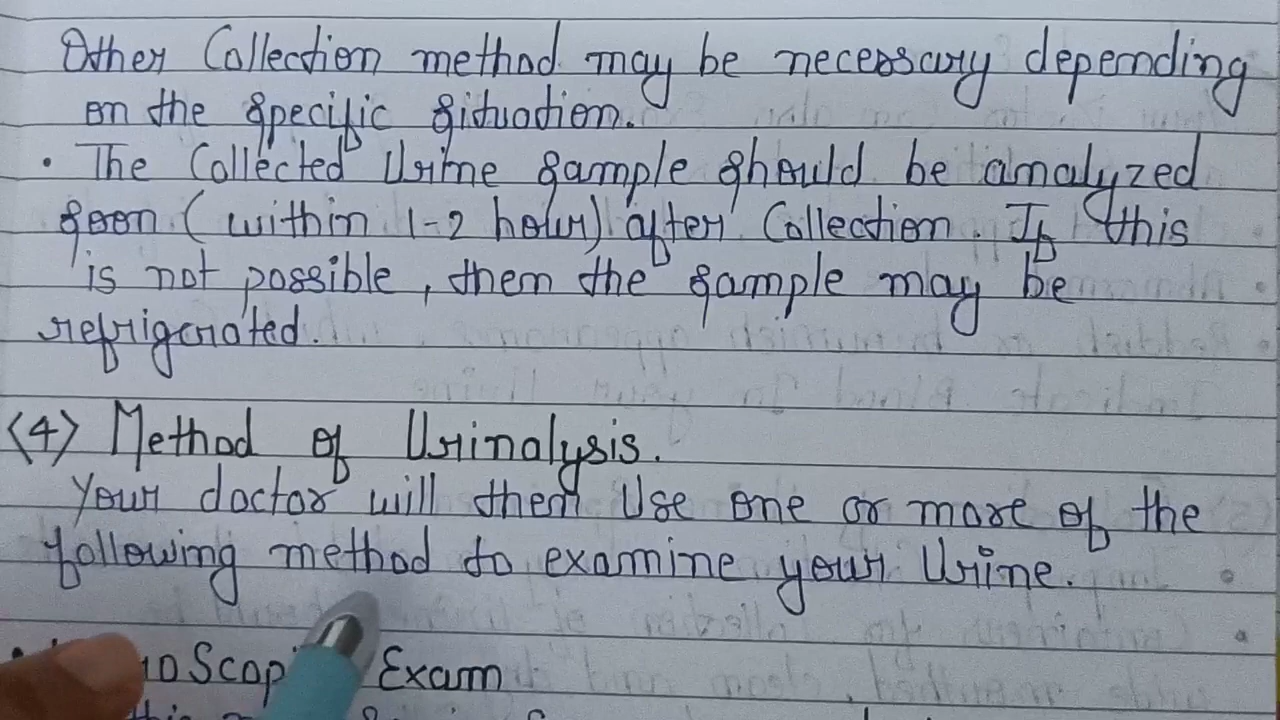 Other Collection method may be necessary depending
on the specific situation.
• The Collected Urine sample should be analyzed
soon (within 1-2 hour) after Collection. If this
is not possible, then the sample may be
refrigerated.
(4) Method of Urinalysis.
Your doctor will then Use one or more of the
following method to examine your Urine.
Exam